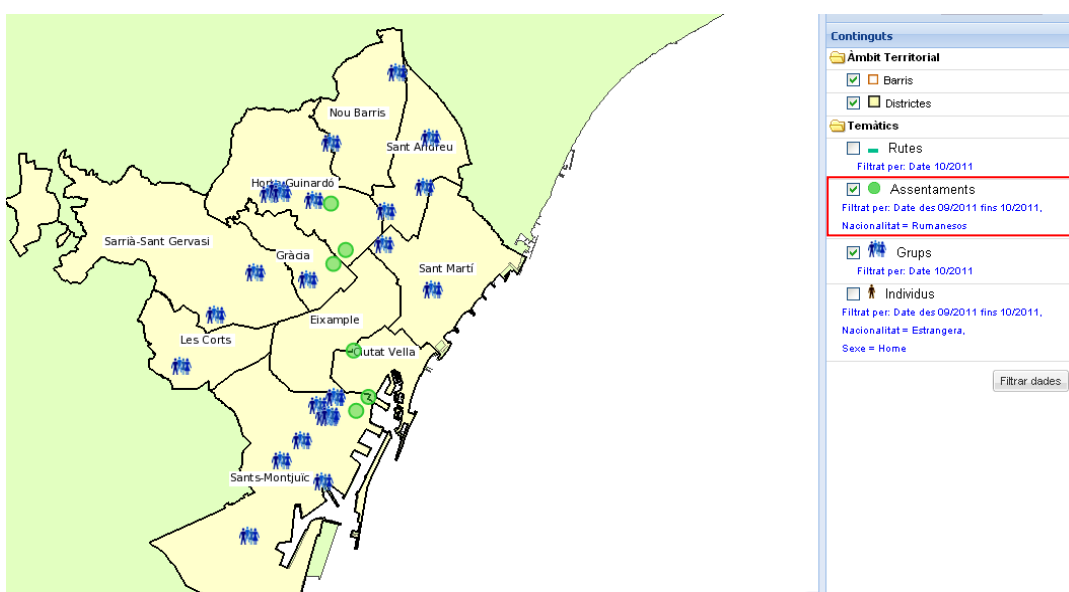 Nou Barris
Sant Andreu
Horta-Guinardó
Sarrià-Sant Gervasi
Gràcia
Sant Martí
Eixample
Les Corts
Ciutat Vella
Sants-Montjuïc
Continguts
Àmbit Territorial
Barris
Districtes
Temàtics
Rutes
Filtrat per: Date 10/2011
Assentaments
Filtrat per: Date des 09/2011 fins 10/2011,
Nacionalitat = Rumanesos
Grups
Filtrat per: Date 10/2011
Individus
Filtrat per: Date des 09/2011 fins 10/2011,
Nacionalitat = Estrangera,
Sexe = Home
Filtrar dades